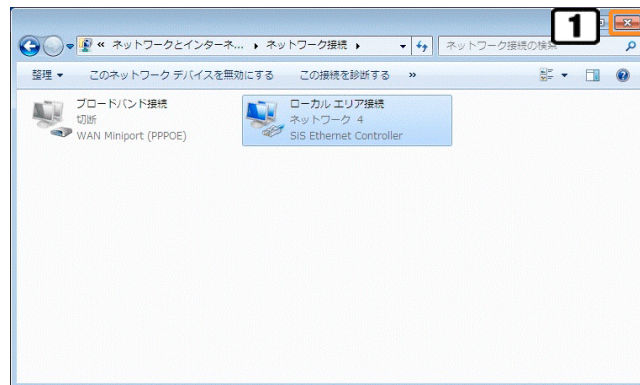 1
« ネットワークとインターネ... ▸ ネットワーク接続 ▸
ネットワーク接続の検索
整理 ▼ このネットワーク デバイスを無効にする この接続を診断する »
ブロードバンド接続
切断
WAN Miniport (PPPOE)
ローカル エリア接続
ネットワーク 4
SiS Ethernet Controller